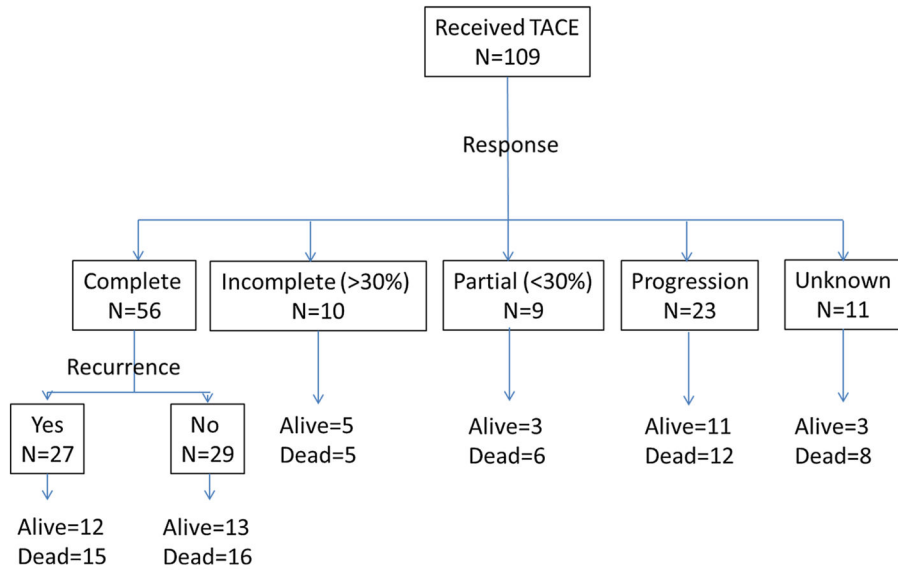 Received TACE
N=109
Response
Complete
N=56
Incomplete (>30%)
N=10
Partial (<30%)
N=9
Progression
N=23
Unknown
N=11
Recurrence
Yes
N=27
No
N=29
Alive=5
Dead=5
Alive=3
Dead=6
Alive=11
Dead=12
Alive=3
Dead=8
Alive=12
Dead=15
Alive=13
Dead=16